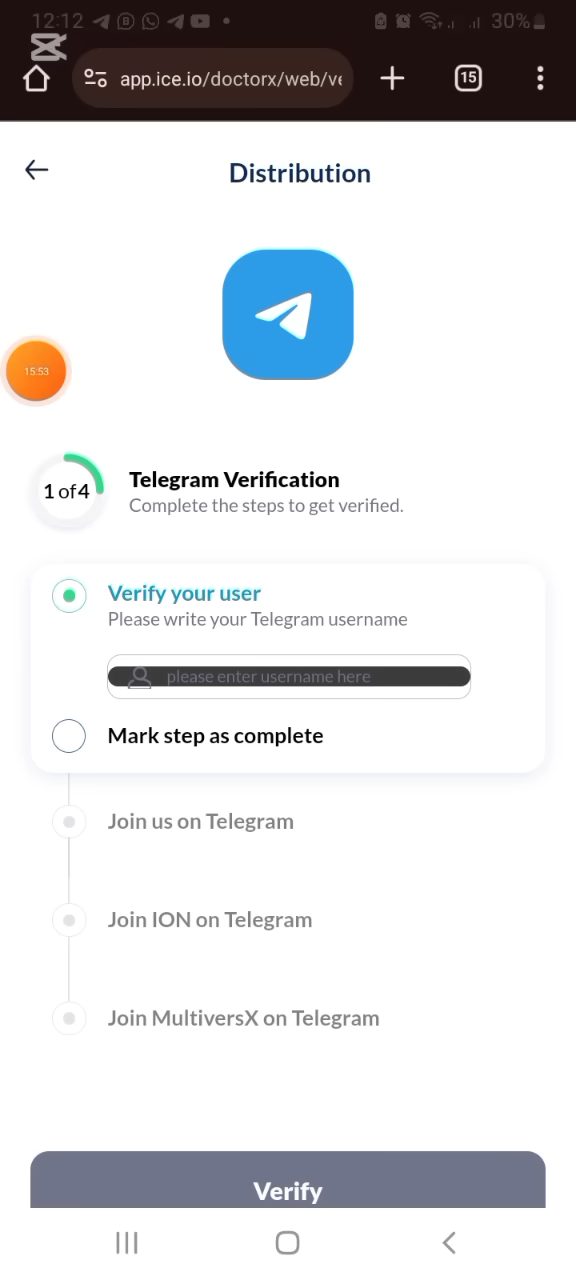 12:12
30%
app.ice.io/doctorx/web/ve
15
Distribution
15:53
1 of 4
Telegram Verification
Complete the steps to get verified.
Verify your user
Please write your Telegram username
please enter username here
Mark step as complete
Join us on Telegram
Join ION on Telegram
Join MultiversX on Telegram
Verify